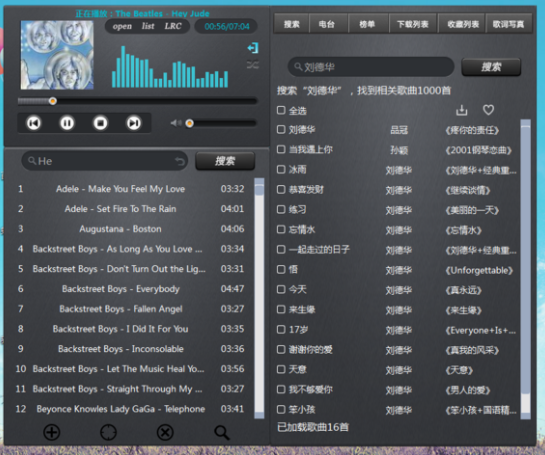 正在播放：The Beatles - Hey Jude
open list LRC 00:56/07:04
He 搜索
1 Adele - Make You Feel My Love 03:32
2 Adele - Set Fire To The Rain 04:01
3 Augustana - Boston 04:06
4 Backstreet Boys - As Long As You Love ... 03:34
5 Backstreet Boys - Don't Turn Out the Lig... 03:31
6 Backstreet Boys - Everybody 04:47
7 Backstreet Boys - Fallen Angel 03:27
8 Backstreet Boys - I Did It For You 03:35
9 Backstreet Boys - Inconsolable 03:36
10 Backstreet Boys - Let The Music Heal Yo... 03:56
11 Backstreet Boys - Straight Through My ... 03:27
12 Beyonce Knowles Lady GaGa - Telephone 03:41
搜索 电台 榜单 下载列表 收藏列表 歌词写真
刘德华 搜索
搜索“刘德华”，找到相关歌曲1000首
全选
刘德华 品冠 《疼你的责任》
当我遇上你 孙颖 《2001钢琴恋曲》
冰雨 刘德华 《刘德华+经典重...
恭喜发财 刘德华 《继续谈情》
练习 刘德华 《美丽的一天》
忘情水 刘德华 《忘情水》
一起走过的日子 刘德华 《刘德华+经典重...
悟 刘德华 《Unforgettable》
今天 刘德华 《真永远》
来生缘 刘德华 《来生缘》
17岁 刘德华 《Everyone+Is+...
谢谢你的爱 刘德华 《真我的风采》
天意 刘德华 《天意》
我不够爱你 刘德华 《男人的爱》
笨小孩 刘德华 《笨小孩+国语精...
已加载歌曲16首